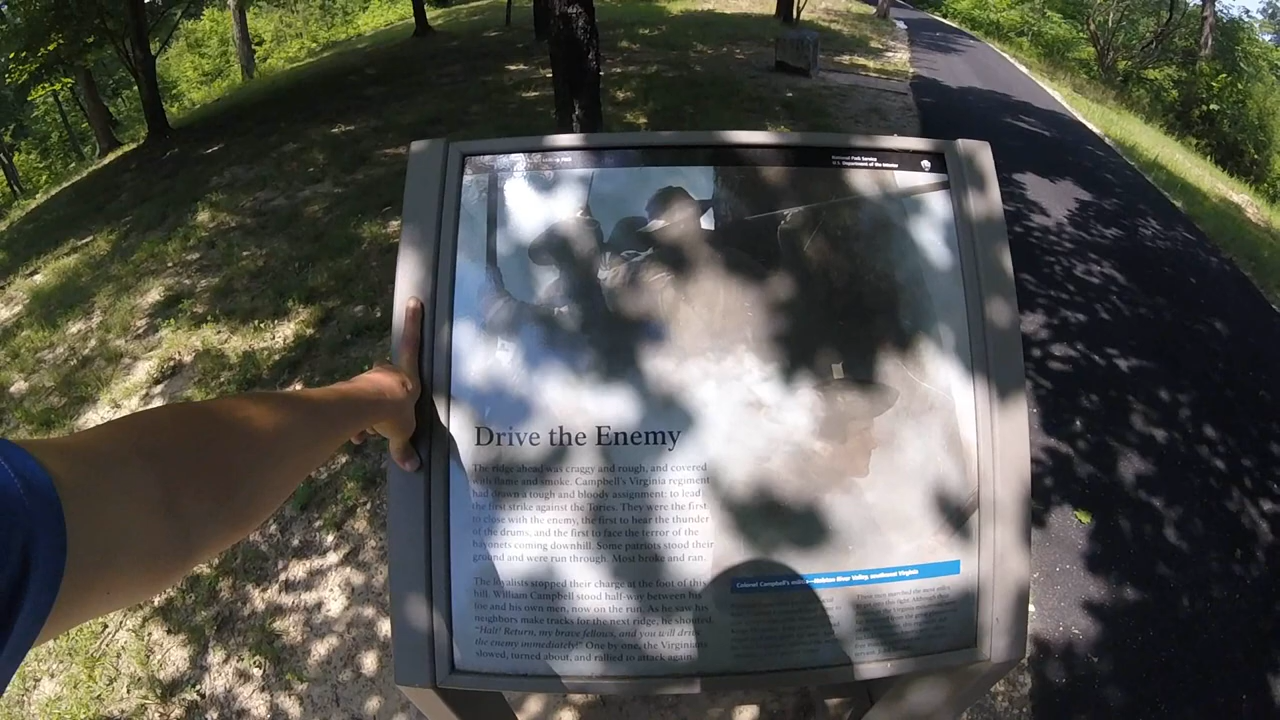 National Park Service
U.S. Department of the Interior
Drive the Enemy
The ridge ahead was craggy and rough, and covered
with flame and smoke. Campbell's Virginia regiment
had drawn a tough and bloody assignment: to lead
the first strike against the Tories. They were the first
to close with the enemy, the first to hear the thunder
of the drums, and the first to face the terror of the
bayonets coming downhill. Some patriots stood their
ground and were run through. Most broke and ran.
The loyalists stopped their charge at the foot of this
hill. William Campbell stood half-way between his
foe and his own men, now on the run. As he saw his
neighbors make tracks for the next ridge, he shouted,
"Halt! Return, my brave fellows, and you will drive
the enemy immediately!" One by one, the Virginians
slowed, turned about, and rallied to attack again.
Colonel Campbell's militia—Holston River Valley, southwest Virginia